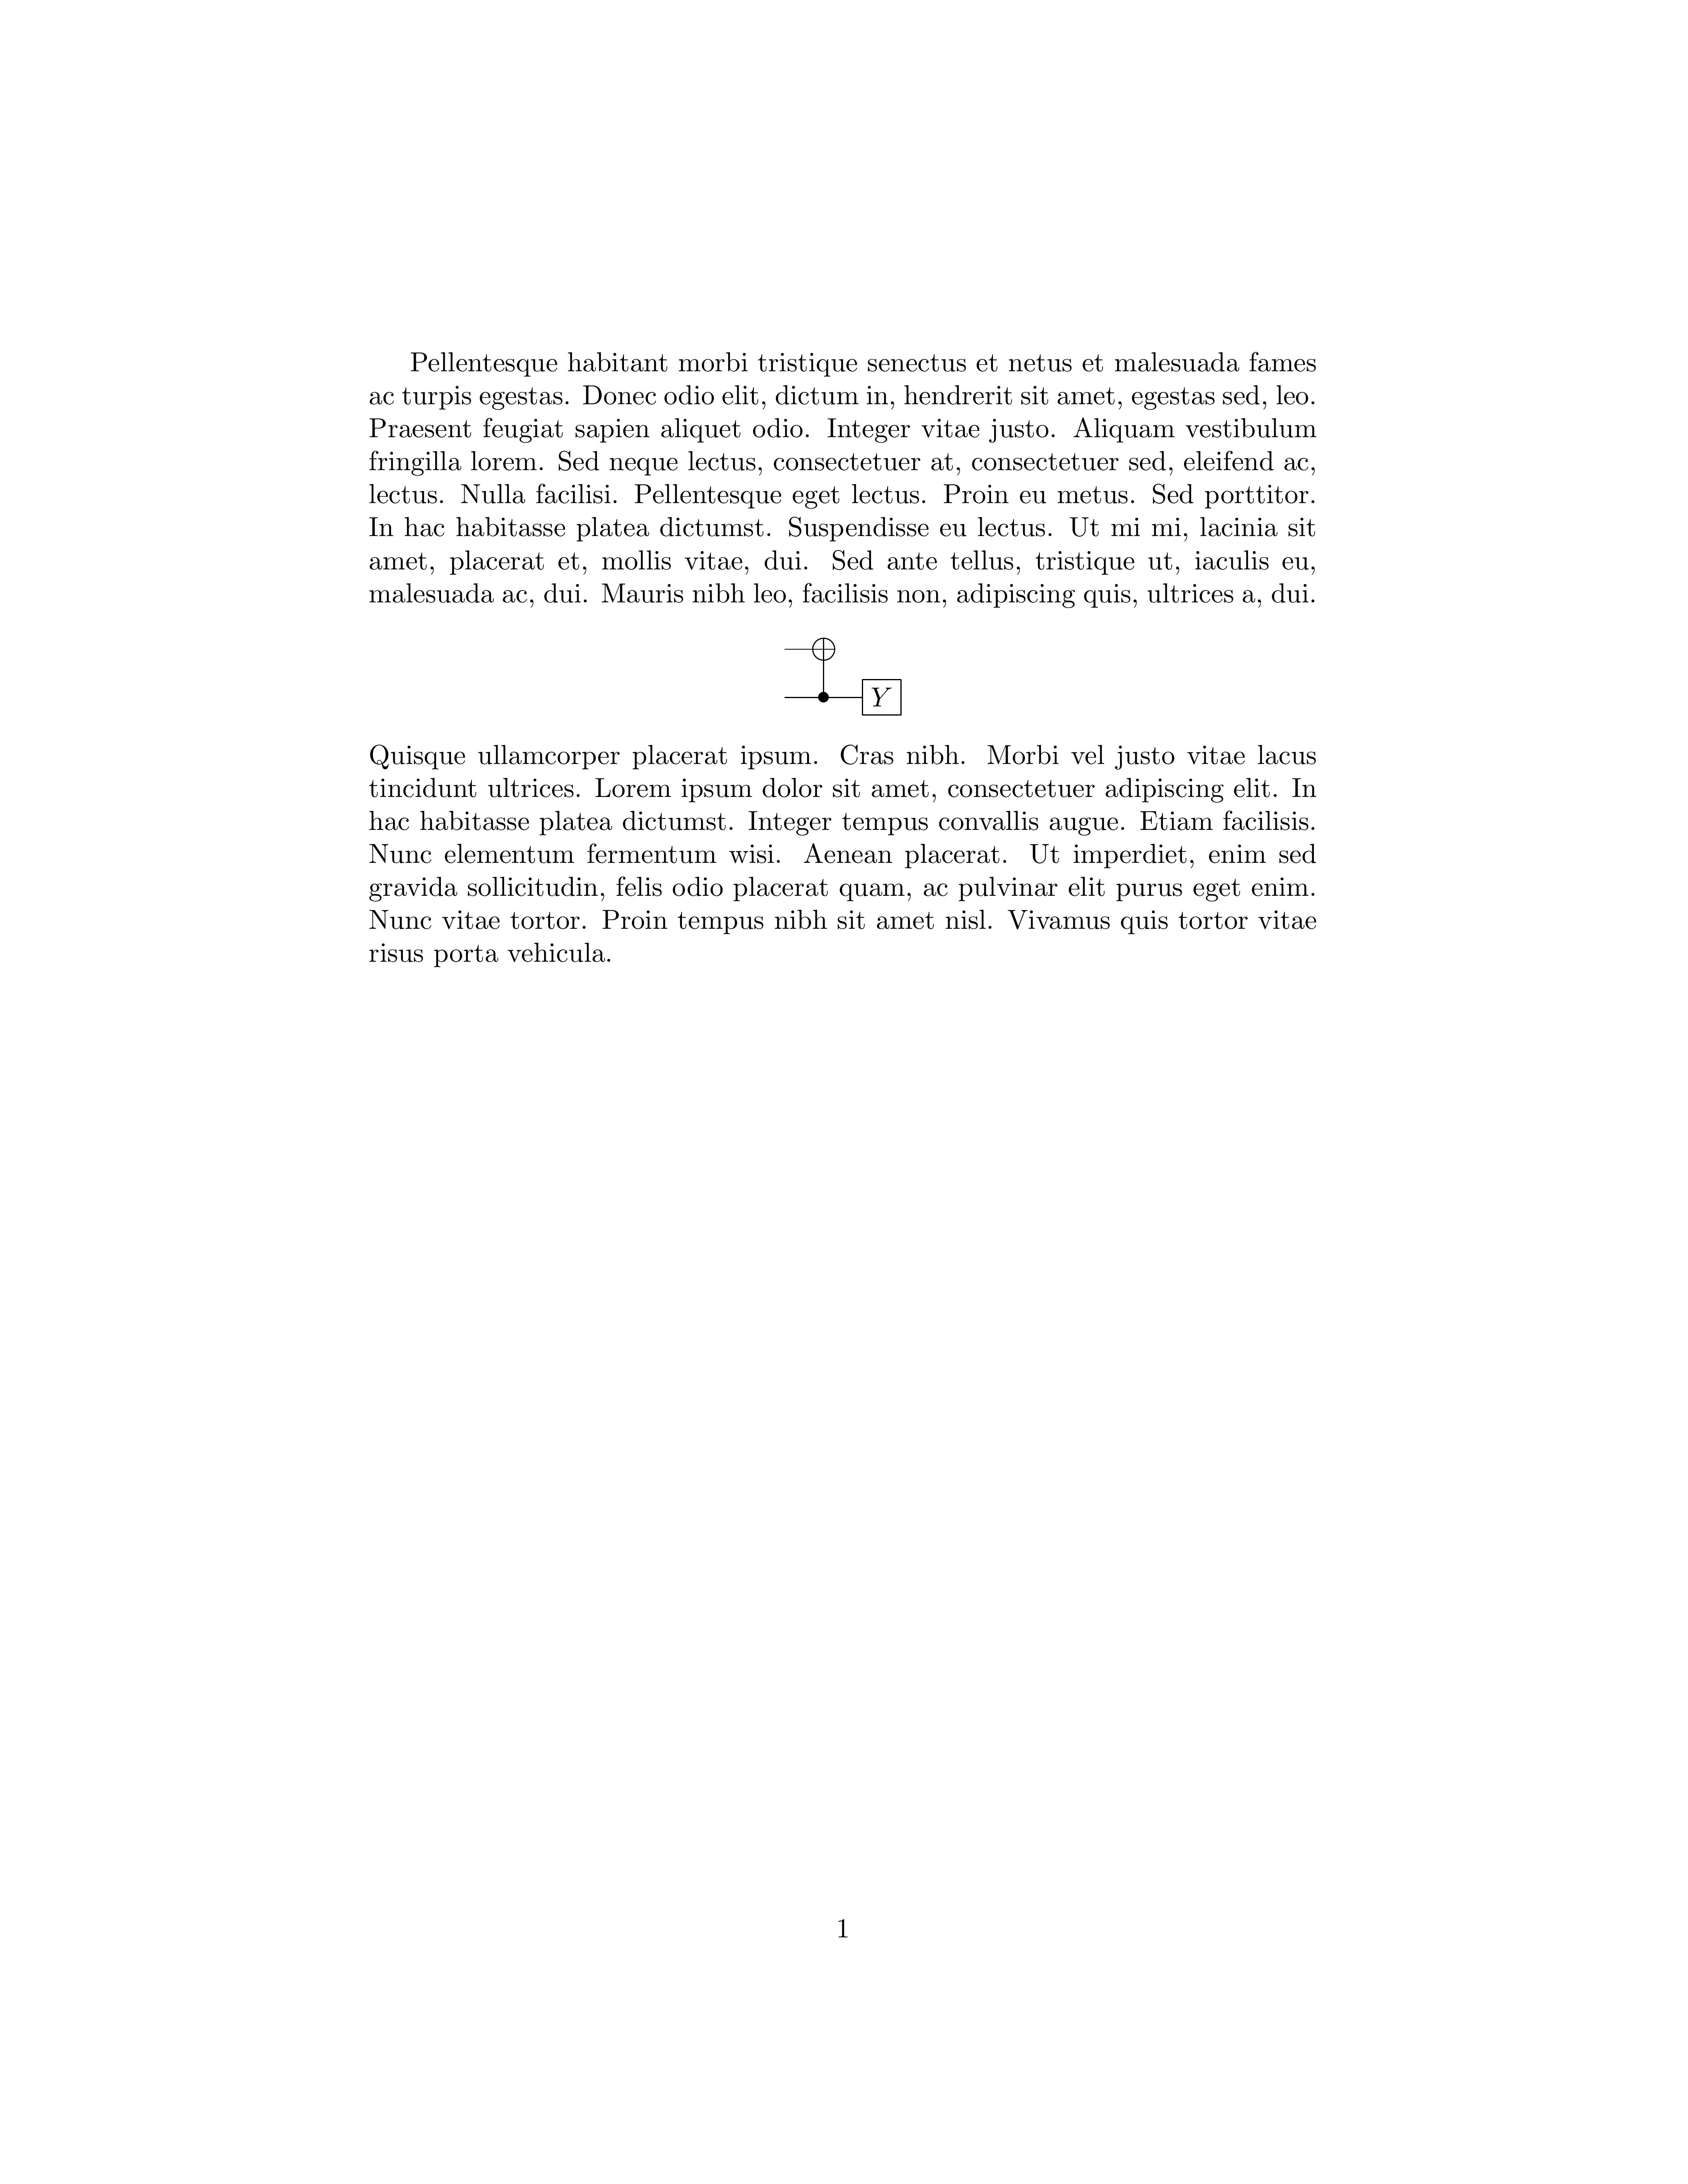 Pellentesque habitant morbi tristique senectus et netus et malesuada fames
ac turpis egestas. Donec odio elit, dictum in, hendrerit sit amet, egestas sed, leo.
Praesent feugiat sapien aliquet odio. Integer vitae justo. Aliquam vestibulum
fringilla lorem. Sed neque lectus, consectetuer at, consectetuer sed, eleifend ac,
lectus. Nulla facilisi. Pellentesque eget lectus. Proin eu metus. Sed porttitor.
In hac habitasse platea dictumst. Suspendisse eu lectus. Ut mi mi, lacinia sit
amet, placerat et, mollis vitae, dui. Sed ante tellus, tristique ut, iaculis eu,
malesuada ac, dui. Mauris nibh leo, facilisis non, adipiscing quis, ultrices a, dui.
Y
Quisque ullamcorper placerat ipsum. Cras nibh. Morbi vel justo vitae lacus
tincidunt ultrices. Lorem ipsum dolor sit amet, consectetuer adipiscing elit. In
hac habitasse platea dictumst. Integer tempus convallis augue. Etiam facilisis.
Nunc elementum fermentum wisi. Aenean placerat. Ut imperdiet, enim sed
gravida sollicitudin, felis odio placerat quam, ac pulvinar elit purus eget enim.
Nunc vitae tortor. Proin tempus nibh sit amet nisl. Vivamus quis tortor vitae
risus porta vehicula.
1